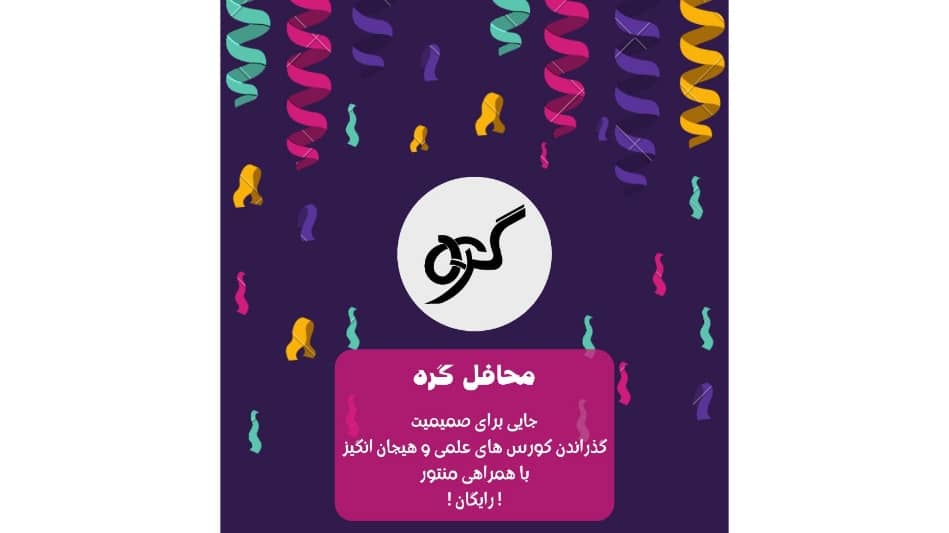 گره
محافل گره
جایی برای صمیمیت
گذراندن کورس های علمی و هیجان انگیز
با همراهی منتور
! رایگان !